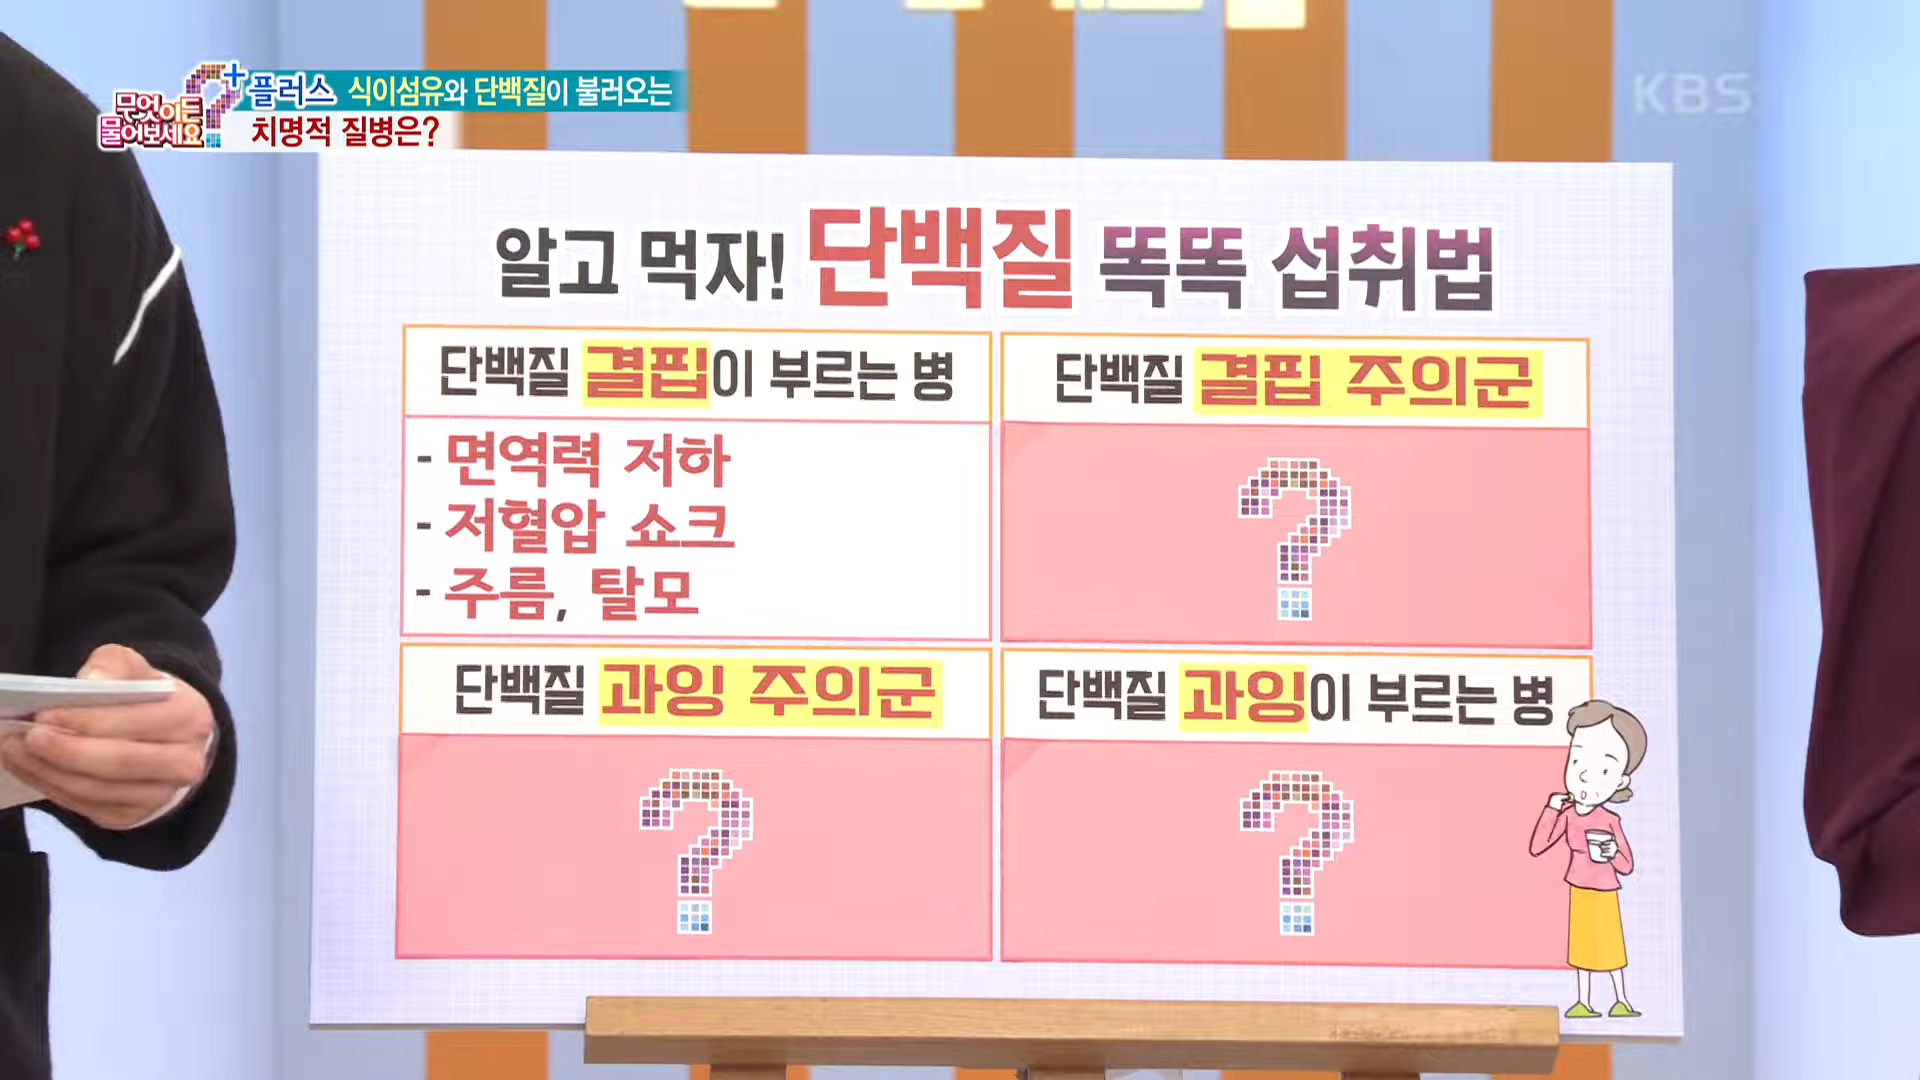 무엇이든
물어보세요
플러스 식이섬유와 단백질이 불러오는
치명적 질병은?
KBS
알고 먹자! 단백질 똑똑 섭취법
단백질 결핍이 부르는 병
- 면역력 저하
- 저혈압 쇼크
- 주름, 탈모
단백질 결핍 주의군
?
단백질 과잉 주의군
?
단백질 과잉이 부르는 병
?